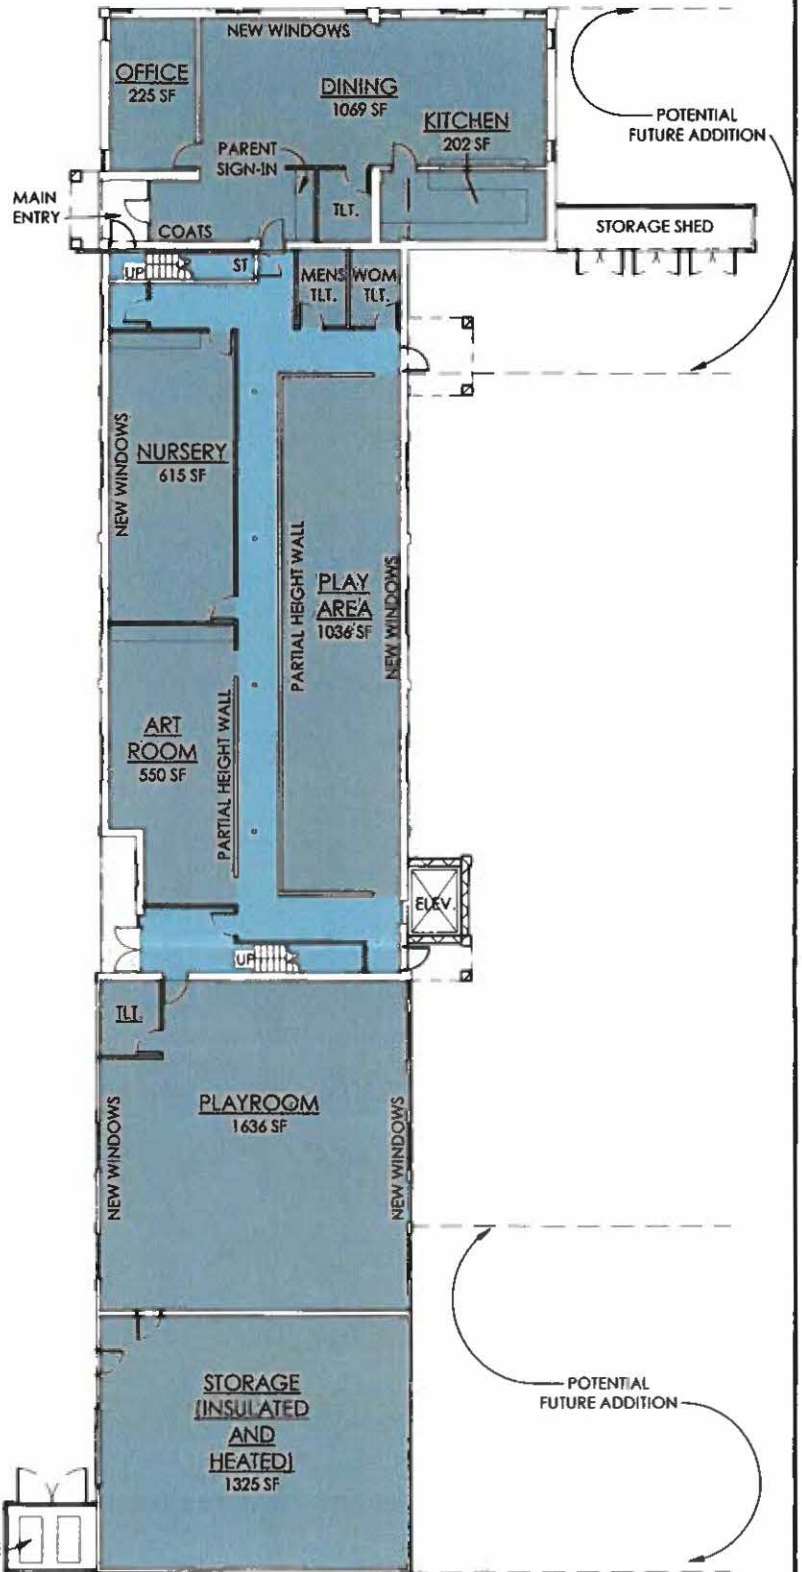 NEW WINDOWS
OFFICE
225 SF
DINING
1069 SF
KITCHEN
202 SF
POTENTIAL
FUTURE ADDITION
PARENT
SIGN-IN
MAIN
ENTRY
COATS
TLT.
STORAGE SHED
UP
ST
MENS
TLT.
WOM
TLT.
NEW WINDOWS
NURSERY
615 SF
PARTIAL HEIGHT WALL
PLAY
AREA
1036 SF
NEW WINDOWS
ART
ROOM
550 SF
PARTIAL HEIGHT WALL
ELEV.
UP
TLT.
PLAYROOM
1636 SF
NEW WINDOWS
NEW WINDOWS
STORAGE
(INSULATED
AND
HEATED)
1325 SF
POTENTIAL
FUTURE ADDITION